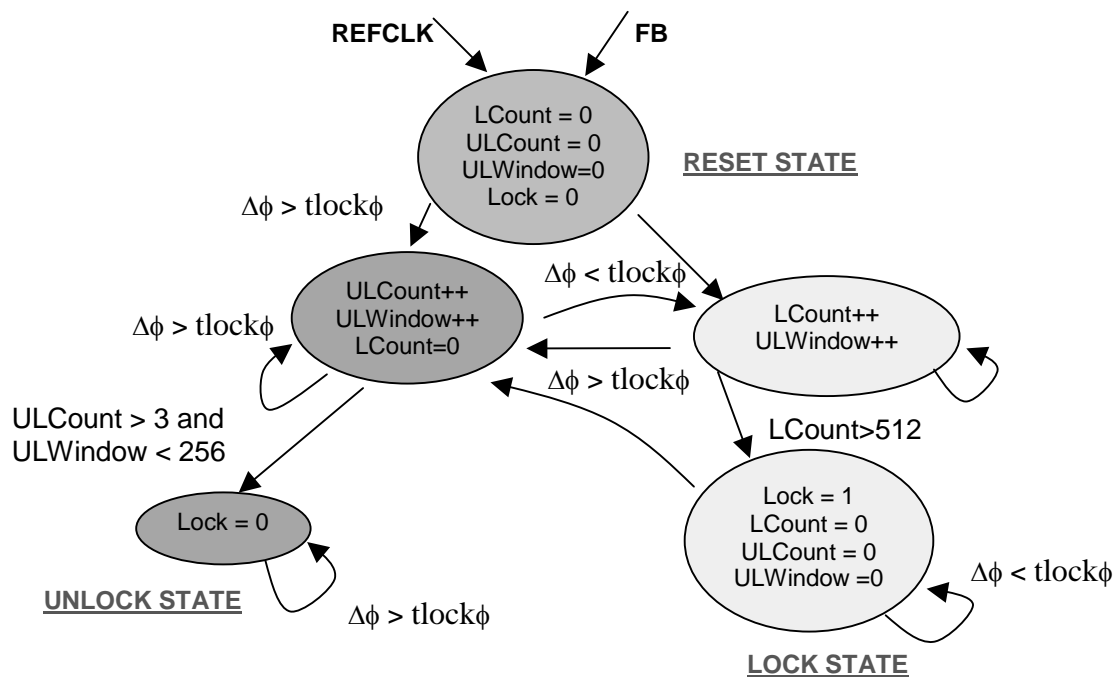 REFCLK
FB
LCount = 0
ULCount = 0
ULWindow=0
Lock = 0
RESET STATE
Δϕ > tlockϕ
ULCount++
ULWindow++
LCount=0
Δϕ < tlockϕ
LCount++
ULWindow++
Δϕ > tlockϕ
Δϕ > tlockϕ
ULCount > 3 and
ULWindow < 256
LCount>512
Lock = 0
UNLOCK STATE
Δϕ > tlockϕ
Lock = 1
LCount = 0
ULCount = 0
ULWindow =0
Δϕ < tlockϕ
LOCK STATE